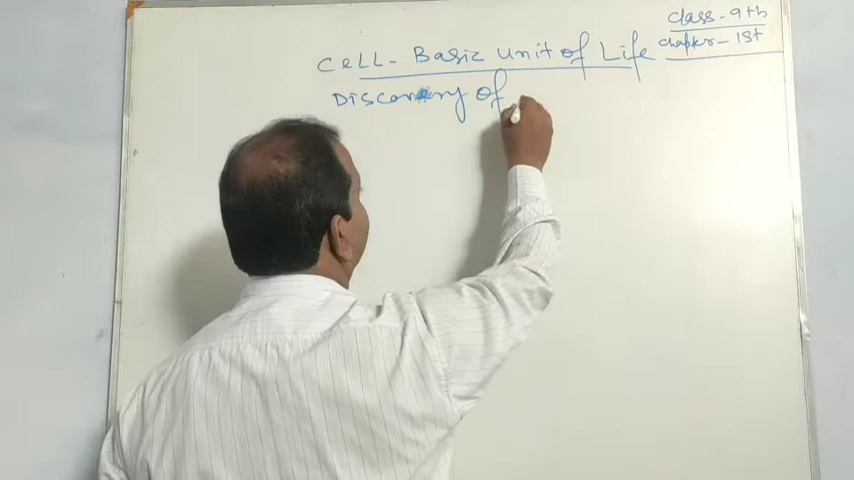 Class - 9th
Chapter - 1st
Cell - Basic Unit of Life
Discovery of